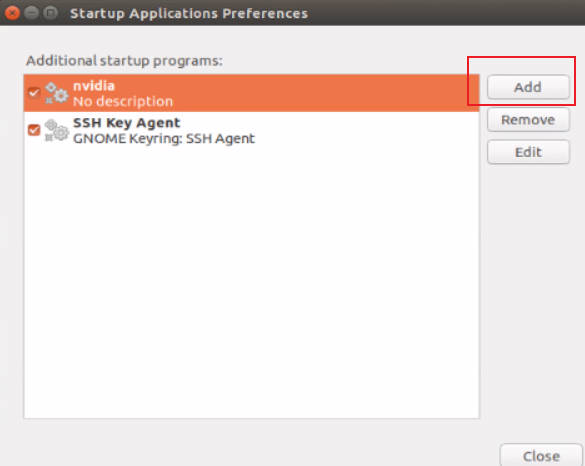 Startup Applications Preferences
Additional startup programs:
nvidia
No description
SSH Key Agent
GNOME Keyring: SSH Agent
Add
Remove
Edit
Close